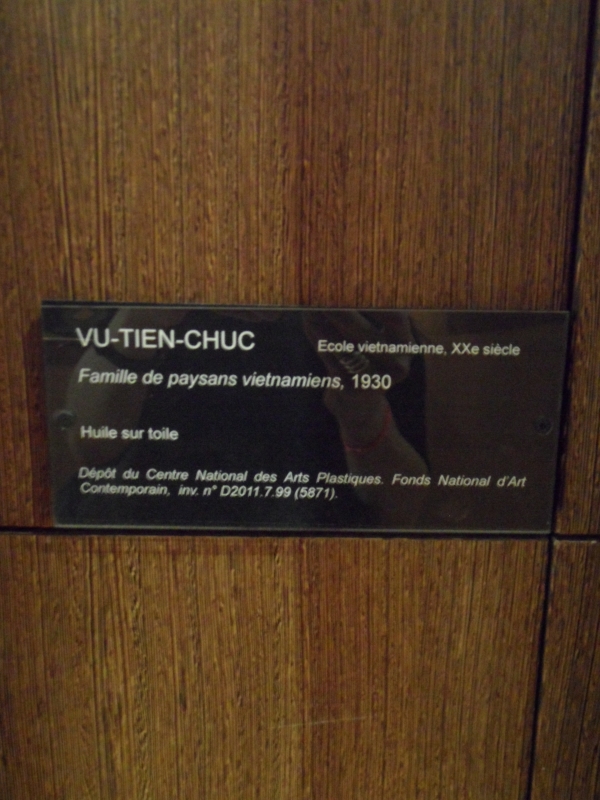 VU-TIEN-CHUC
Ecole vietnamienne, XXe siècle
Famille de paysans vietnamiens, 1930
Huile sur toile
Dépôt du Centre National des Arts Plastiques. Fonds National d'Art
Contemporain, inv. n° D2011.7.99 (5871).